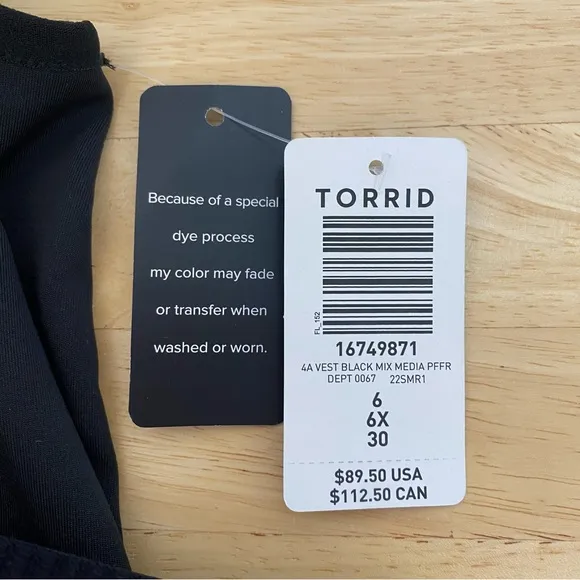 Because of a special
dye process
my color may fade
or transfer when
washed or worn.
TORRID
FL_152
16749871
4A VEST BLACK MIX MEDIA PFFR
DEPT 0067 22SMR1
6
6X
30
$89.50 USA
$112.50 CAN